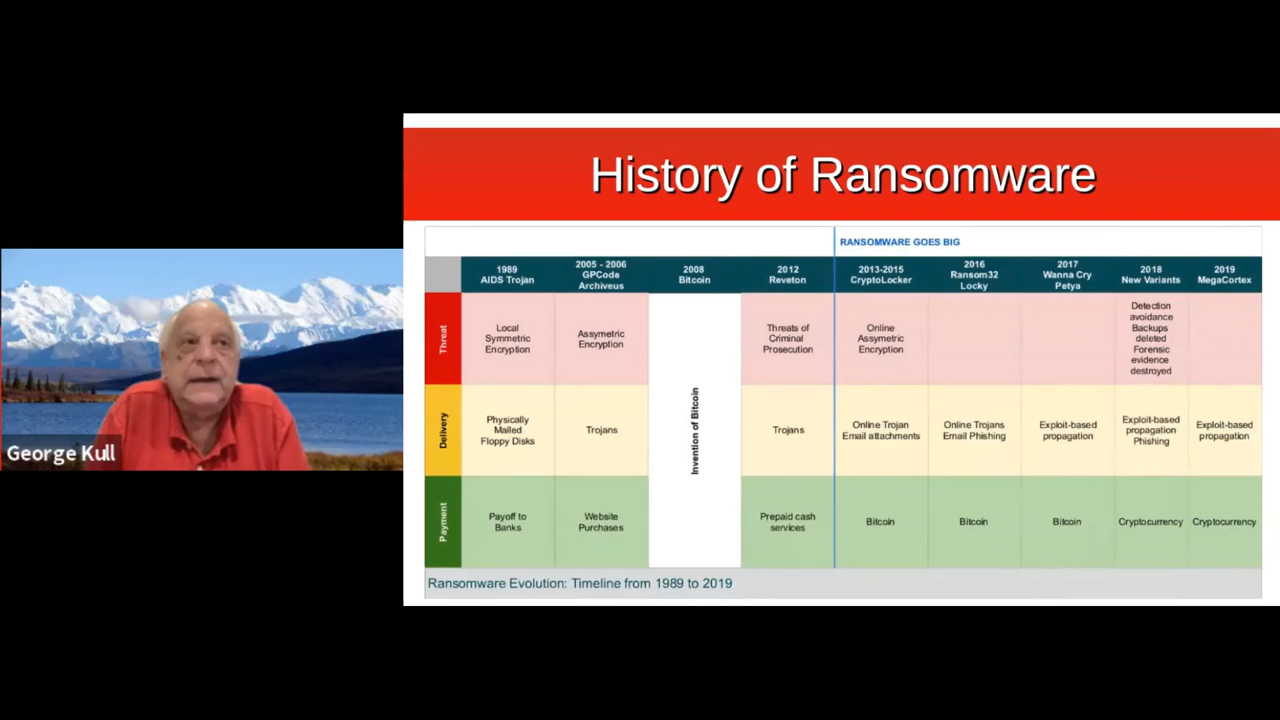 History of Ransomware
RANSOMWARE GOES BIG
1989
AIDS Trojan
2005 - 2006
GPCode
Archiveus
2008
Bitcoin
2012
Reveton
2013-2015
CryptoLocker
2016
Ransom32
Locky
2017
Wanna Cry
Petya
2018
New Variants
2019
MegaCortex
Threat
Local
Symmetric
Encryption
Assymetric
Encryption
Invention of Bitcoin
Threats of
Criminal
Prosecution
Online
Assymetric
Encryption
Detection
avoidance
Backups
deleted
Forensic
evidence
destroyed
Delivery
Physically
Mailed
Floppy Disks
Trojans
Trojans
Online Trojan
Email attachments
Online Trojans
Email Phishing
Exploit-based
propagation
Exploit-based
propagation
Phishing
Exploit-based
propagation
Payment
Payoff to
Banks
Website
Purchases
Prepaid cash
services
Bitcoin
Bitcoin
Bitcoin
Cryptocurrency
Cryptocurrency
Ransomware Evolution: Timeline from 1989 to 2019
George Kull